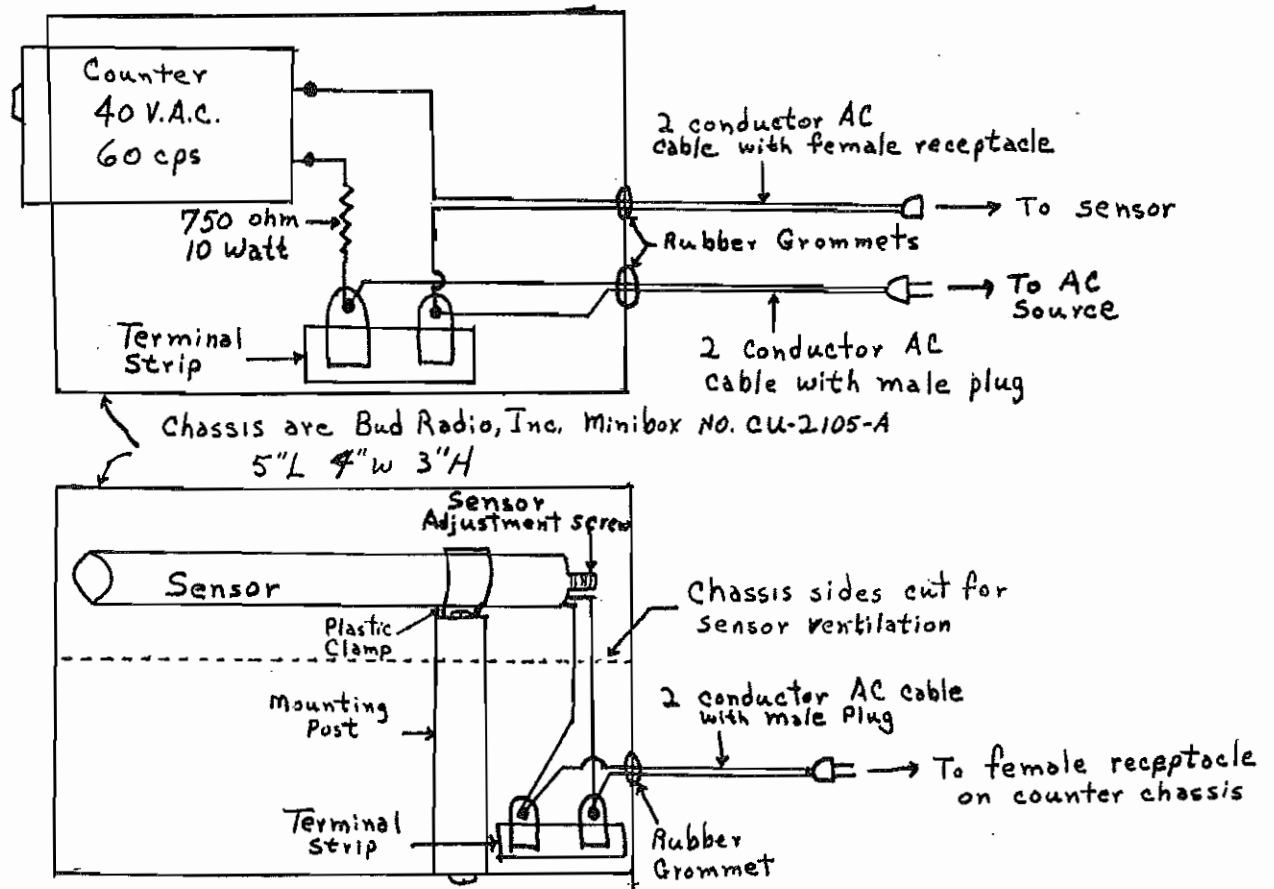 Counter
40 V.A.C.
60 cps
2 conductor AC
cable with female receptacle
To sensor
750 ohm
10 Watt
Rubber Grommets
To AC
Source
Terminal
Strip
2 Conductor AC
cable with male plug
Chassis are Bud Radio, Inc. Minibox NO. CU-2105-A
5"L 4"W 3"H
Sensor
Adjustment screw
Sensor
Chassis sides cut for
sensor ventilation
Plastic
Clamp
Mounting
Post
2 conductor AC cable
with male Plug
To female receptacle
on counter chassis
Terminal
Strip
Rubber
Grommet